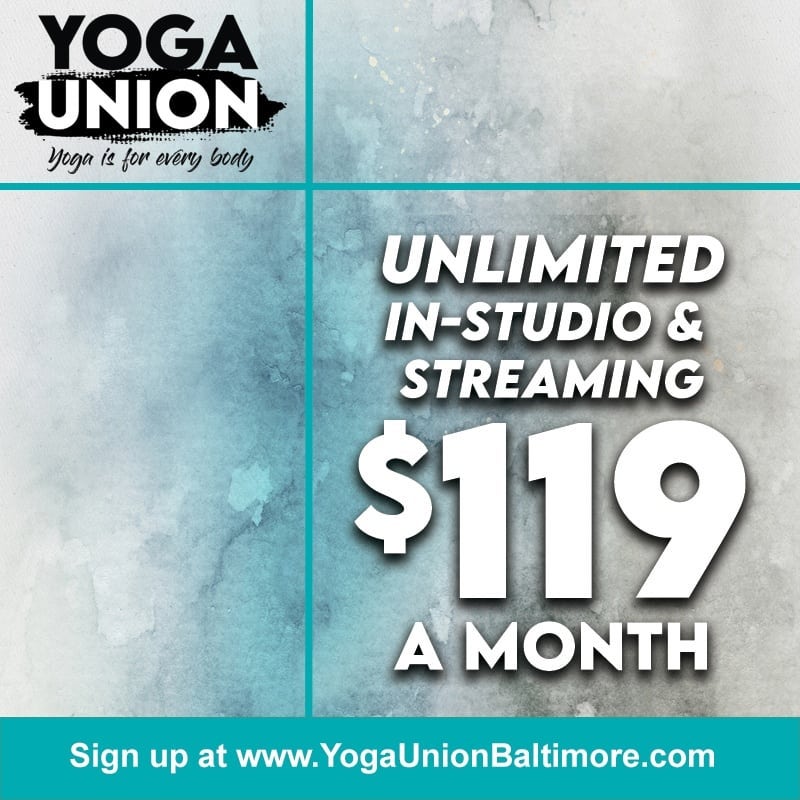 YOGA
UNION
Yoga is for every body
UNLIMITED
IN-STUDIO &
STREAMING
$119
A MONTH
Sign up at www.YogaUnionBaltimore.com